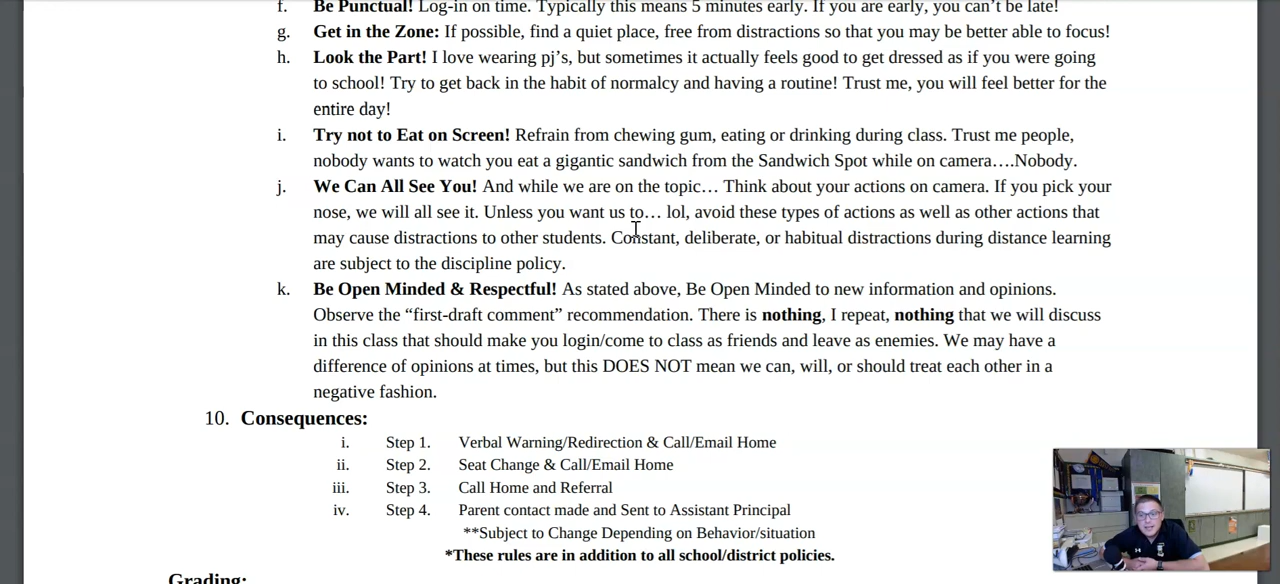 f. Be Punctual! Log-in on time. Typically this means 5 minutes early. If you are early, you can't be late!
g. Get in the Zone: If possible, find a quiet place, free from distractions so that you may be better able to focus!
h. Look the Part! I love wearing pj's, but sometimes it actually feels good to get dressed as if you were going
to school! Try to get back in the habit of normalcy and having a routine! Trust me, you will feel better for the
entire day!
i. Try not to Eat on Screen! Refrain from chewing gum, eating or drinking during class. Trust me people,
nobody wants to watch you eat a gigantic sandwich from the Sandwich Spot while on camera….Nobody.
j. We Can All See You! And while we are on the topic… Think about your actions on camera. If you pick your
nose, we will all see it. Unless you want us to… lol, avoid these types of actions as well as other actions that
may cause distractions to other students. Constant, deliberate, or habitual distractions during distance learning
are subject to the discipline policy.
k. Be Open Minded & Respectful! As stated above, Be Open Minded to new information and opinions.
Observe the “first-draft comment” recommendation. There is nothing, I repeat, nothing that we will discuss
in this class that should make you login/come to class as friends and leave as enemies. We may have a
difference of opinions at times, but this DOES NOT mean we can, will, or should treat each other in a
negative fashion.
10. Consequences:
i. Step 1. Verbal Warning/Redirection & Call/Email Home
ii. Step 2. Seat Change & Call/Email Home
iii. Step 3. Call Home and Referral
iv. Step 4. Parent contact made and Sent to Assistant Principal
**Subject to Change Depending on Behavior/situation
*These rules are in addition to all school/district policies.
Grading: